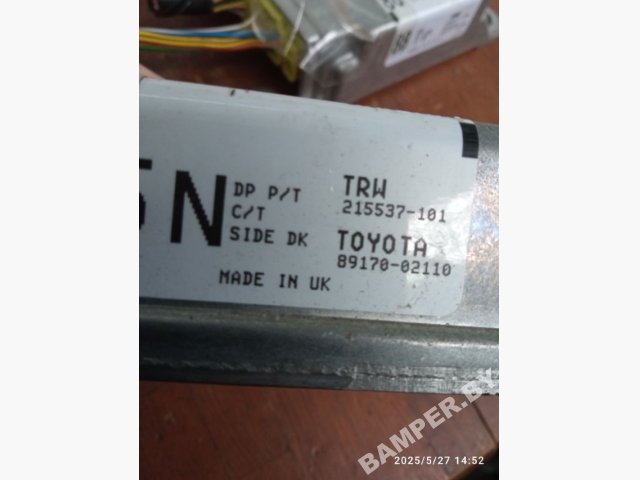 5N
DP P/T TRW
C/T 215537-101
SIDE DK TOYOTA
89170-02110
MADE IN UK
BAMPER.BY
2025/5/27 14:52